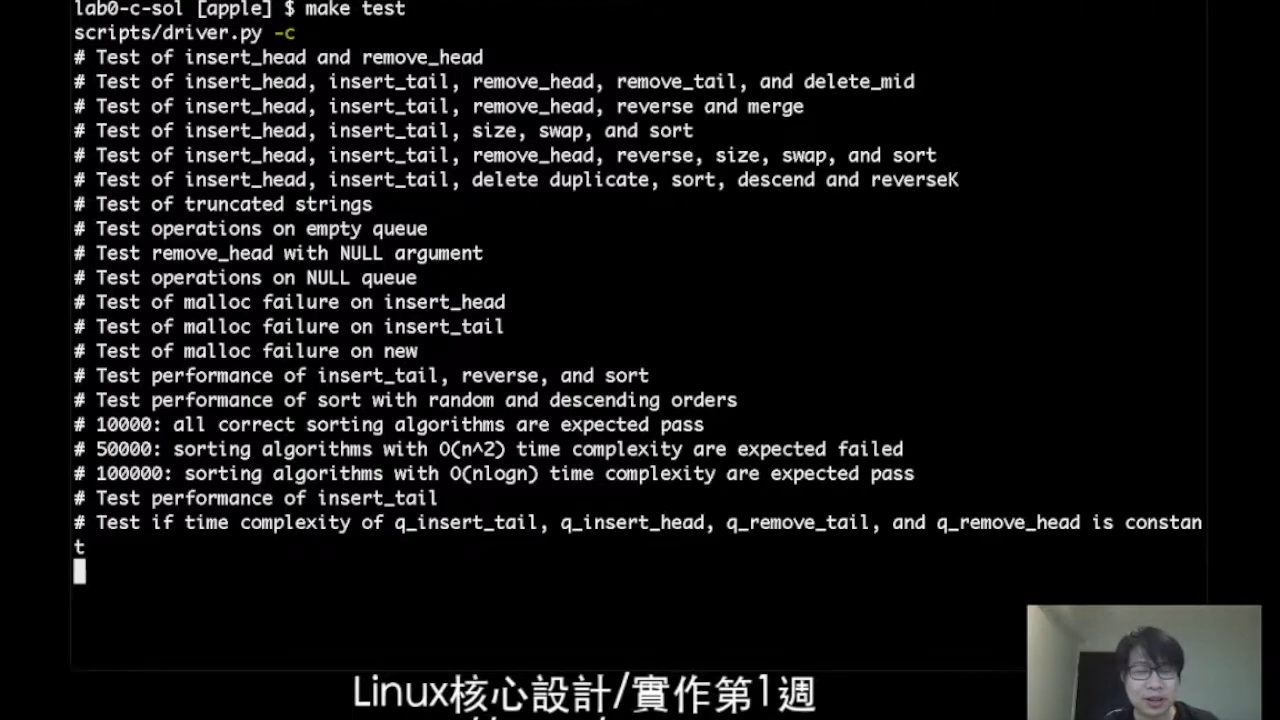 lab0-c-sol [apple] $ make test
scripts/driver.py -c
# Test of insert_head and remove_head
# Test of insert_head, insert_tail, remove_head, remove_tail, and delete_mid
# Test of insert_head, insert_tail, remove_head, reverse and merge
# Test of insert_head, insert_tail, size, swap, and sort
# Test of insert_head, insert_tail, remove_head, reverse, size, swap, and sort
# Test of insert_head, insert_tail, delete duplicate, sort, descend and reverseK
# Test of truncated strings
# Test operations on empty queue
# Test remove_head with NULL argument
# Test operations on NULL queue
# Test of malloc failure on insert_head
# Test of malloc failure on insert_tail
# Test of malloc failure on new
# Test performance of insert_tail, reverse, and sort
# Test performance of sort with random and descending orders
# 10000: all correct sorting algorithms are expected pass
# 50000: sorting algorithms with O(n^2) time complexity are expected failed
# 100000: sorting algorithms with O(nlogn) time complexity are expected pass
# Test performance of insert_tail
# Test if time complexity of q_insert_tail, q_insert_head, q_remove_tail, and q_remove_head is constan
t
Linux核心設計/實作第1週